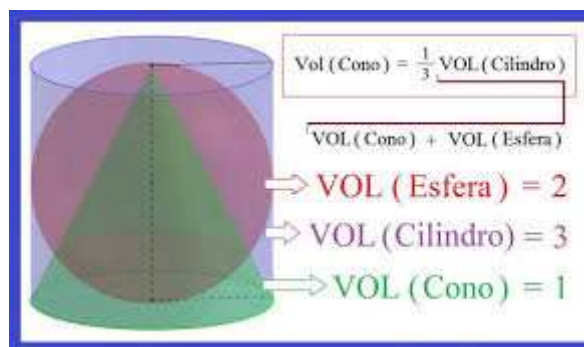 Vol (Cono) = 1/3 VOL (Cilindro)
VOL (Cono) + VOL (Esfera)
VOL ( Esfera ) = 2
VOL ( Cilindro ) = 3
VOL ( Cono ) = 1